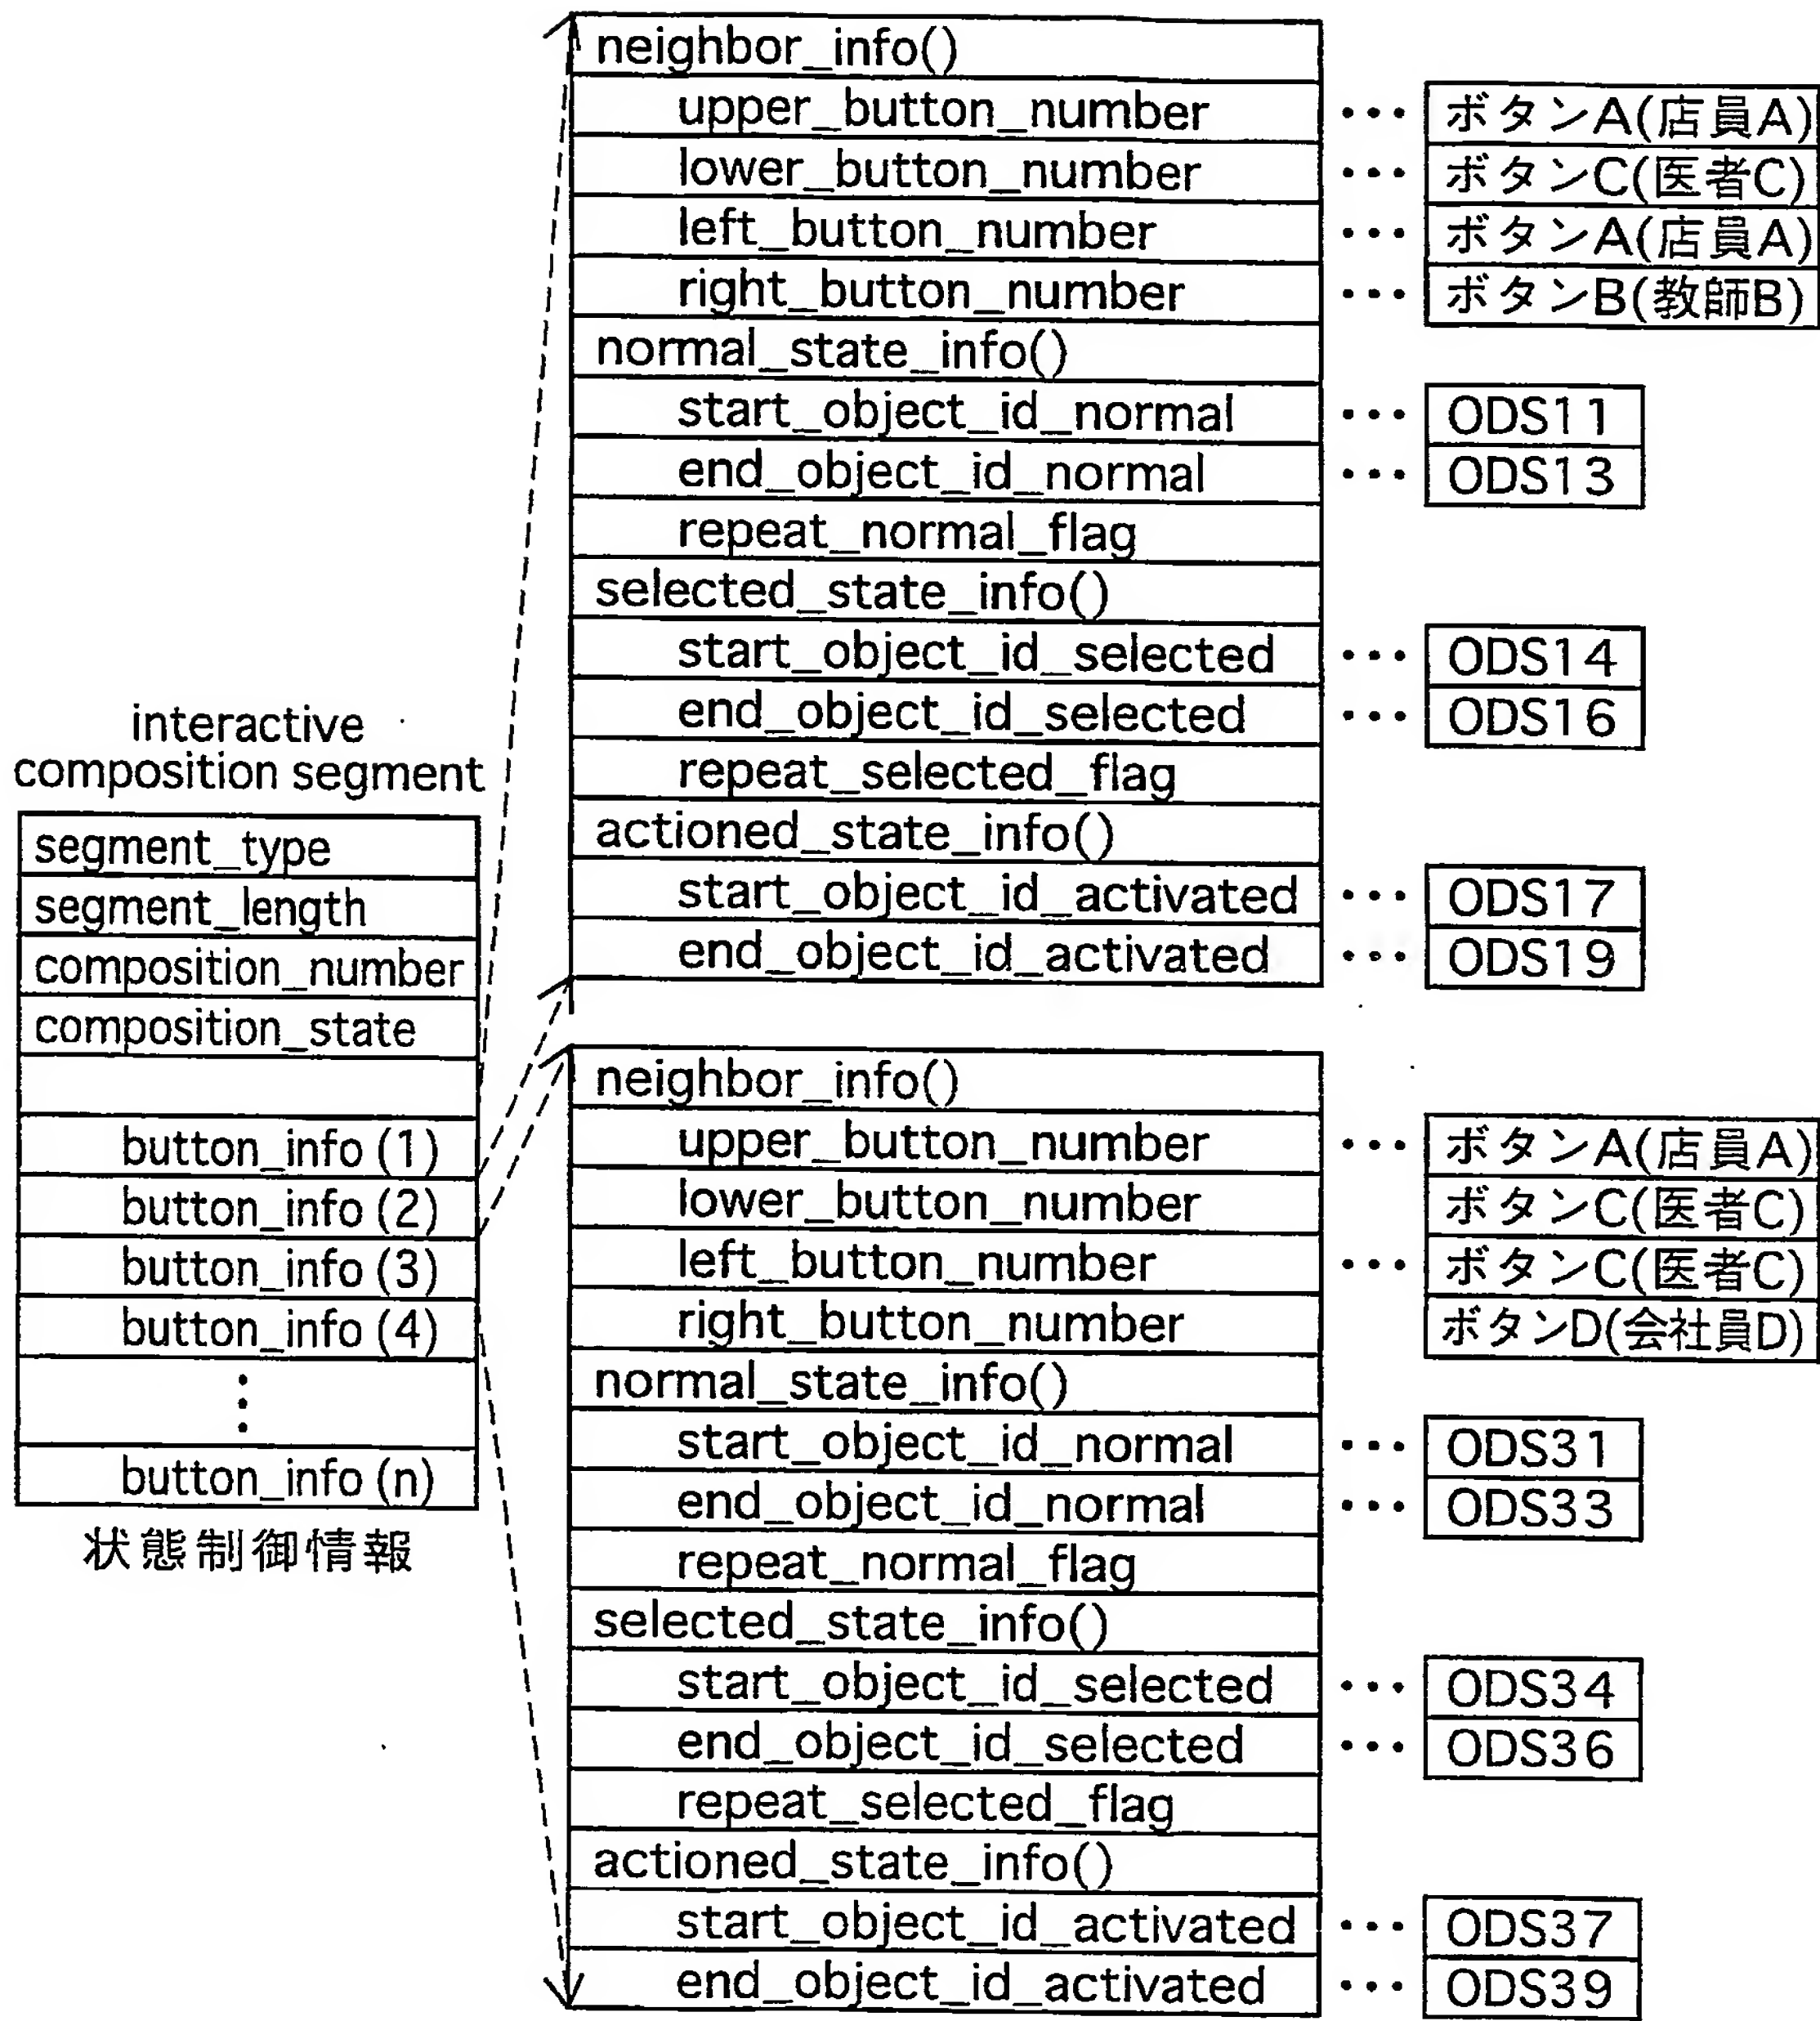 interactive
composition segment
segment_type
segment_length
composition_number
composition_state
button_info (1)
button_info (2)
button_info (3)
button_info (4)
button_info (n)
状態制御情報
neighbor_info()
upper_button_number ••• ボタンA(店員A)
lower_button_number ••• ボタンC(医者C)
left_button_number ••• ボタンA(店員A)
right_button_number ••• ボタンB(教師B)
normal_state_info()
start_object_id_normal ••• ODS11
end_object_id_normal ••• ODS13
repeat_normal_flag
selected_state_info()
start_object_id_selected ••• ODS14
end_object_id_selected ••• ODS16
repeat_selected_flag
actioned_state_info()
start_object_id_activated ••• ODS17
end_object_id_activated ••• ODS19
neighbor_info()
upper_button_number ••• ボタンA(店員A)
lower_button_number ボタンC(医者C)
left_button_number ••• ボタンC(医者C)
right_button_number ボタンD(会社員D)
normal_state_info()
start_object_id_normal ••• ODS31
end_object_id_normal ••• ODS33
repeat_normal_flag
selected_state_info()
start_object_id_selected ••• ODS34
end_object_id_selected ••• ODS36
repeat_selected_flag
actioned_state_info()
start_object_id_activated ••• ODS37
end_object_id_activated ••• ODS39